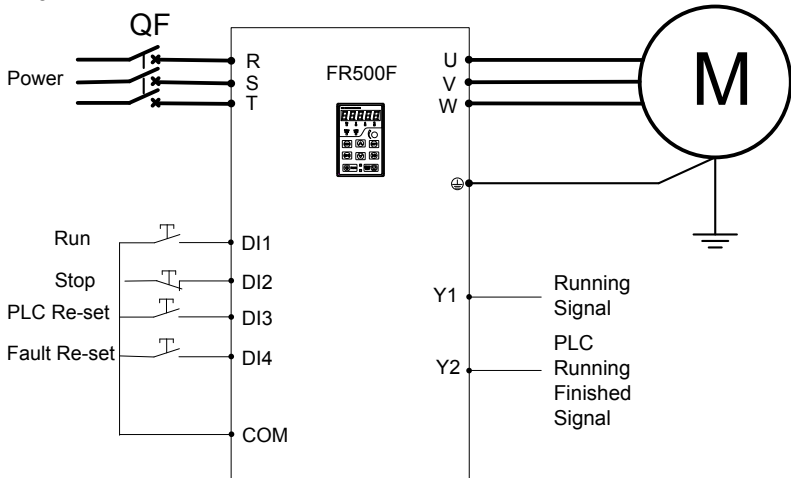 QF
Power
R
S
T
FR500F
U
V
W
M
Run
DI1
Stop
DI2
PLC Re-set
DI3
Fault Re-set
DI4
COM
Y1
Running
Signal
Y2
PLC
Running
Finished
Signal